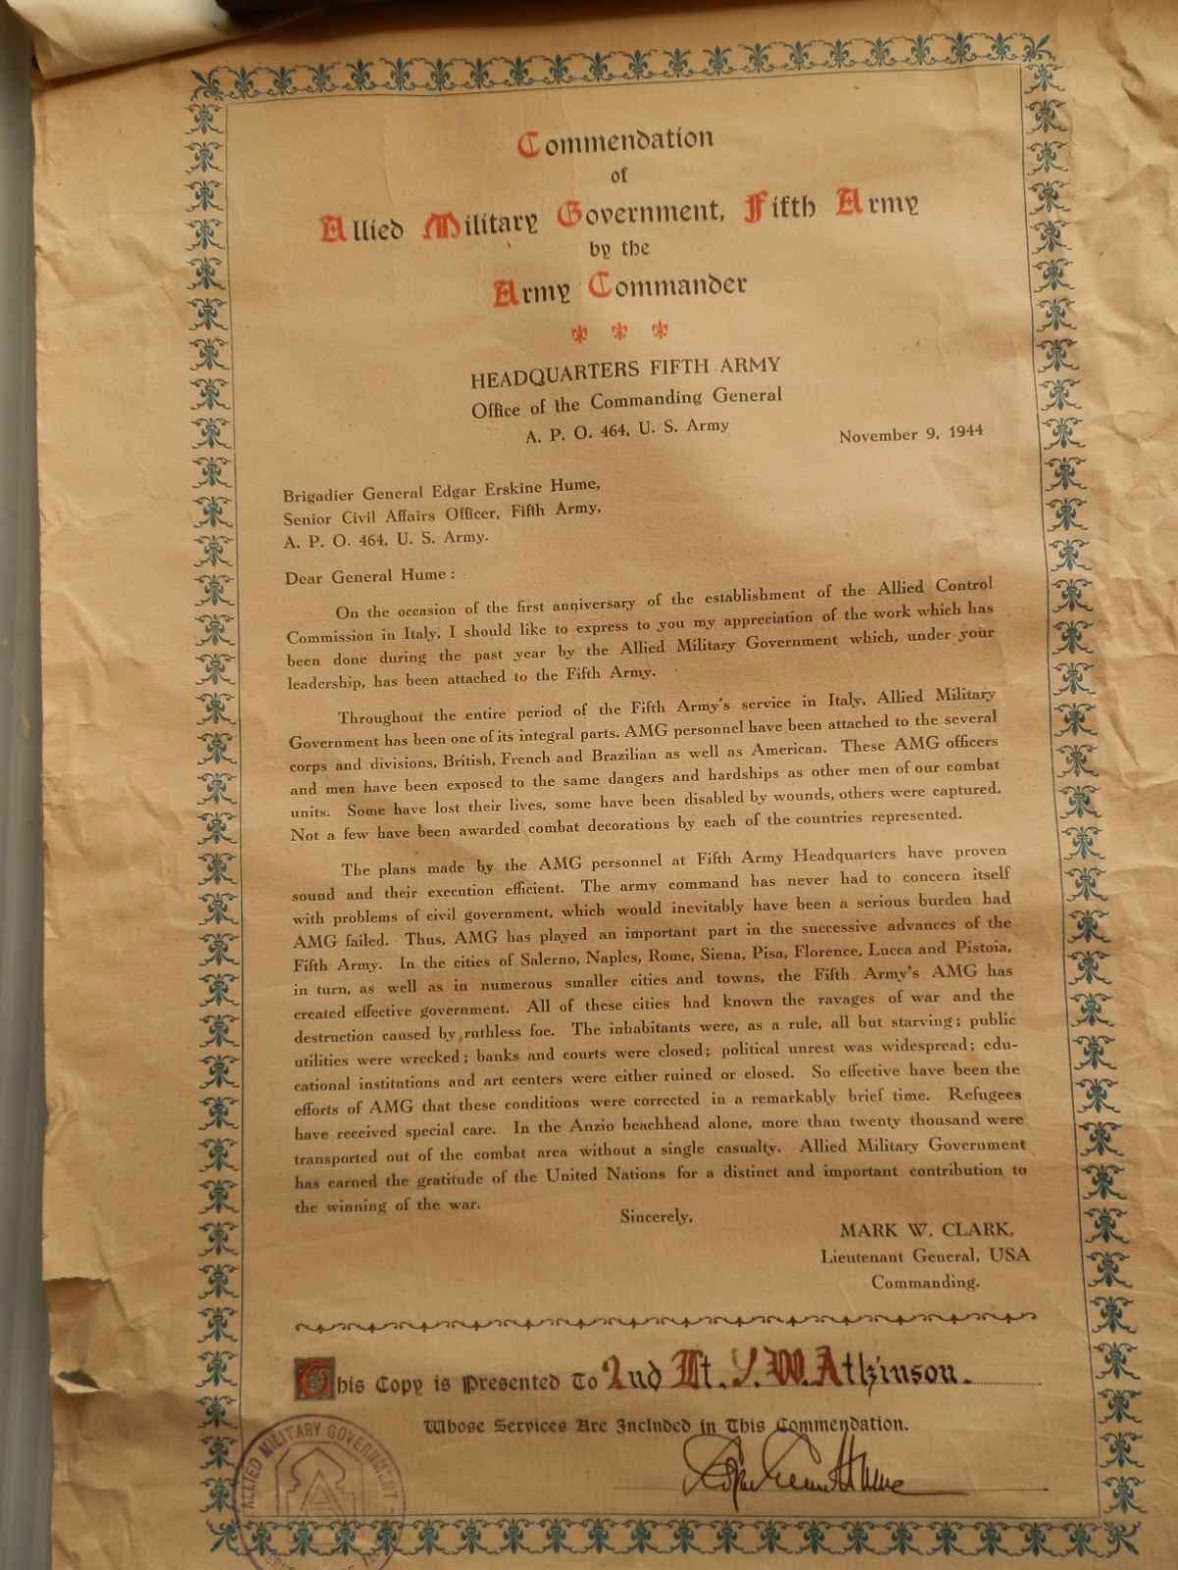 Commendation
of
Allied Military Government, Fifth Army
by the
Army Commander
HEADQUARTERS FIFTH ARMY
Office of the Commanding General
A. P. O. 464, U. S. Army
November 9, 1944
Brigadier General Edgar Erskine Hume,
Senior Civil Affairs Officer, Fifth Army,
A. P. O. 464, U. S. Army.
Dear General Hume :
On the occasion of the first anniversary of the establishment of the Allied Control
Commission in Italy, I should like to express to you my appreciation of the work which has
been done during the past year by the Allied Military Government which, under your
leadership, has been attached to the Fifth Army.
Throughout the entire period of the Fifth Army's service in Italy, Allied Military
Government has been one of its integral parts. AMG personnel have been attached to the several
corps and divisions, British, French and Brazilian as well as American. These AMG officers
and men have been exposed to the same dangers and hardships as other men of our combat
units. Some have lost their lives, some have been disabled by wounds, others were captured.
Not a few have been awarded combat decorations by each of the countries represented.
The plans made by the AMG personnel at Fifth Army Headquarters have proven
sound and their execution efficient. The army command has never had to concern itself
with problems of civil government, which would inevitably have been a serious burden had
AMG failed. Thus, AMG has played an important part in the successive advances of the
Fifth Army. In the cities of Salerno, Naples, Rome, Siena, Pisa, Florence, Lucca and Pistoia,
in turn, as well as in numerous smaller cities and towns, the Fifth Army's AMG has
created effective government. All of these cities had known the ravages of war and the
destruction caused by ruthless foe. The inhabitants were, as a rule, all but starving; public
utilities were wrecked; banks and courts were closed; political unrest was widespread; edu-
cational institutions and art centers were either ruined or closed. So effective have been the
efforts of AMG that these conditions were corrected in a remarkably brief time. Refugees
have received special care. In the Anzio beachhead alone, more than twenty thousand were
transported out of the combat area without a single casualty. Allied Military Government
has earned the gratitude of the United Nations for a distinct and important contribution to
the winning of the war.
Sincerely,
MARK W. CLARK,
Lieutenant General, USA
Commanding.
This Copy is Presented To 2nd Lt. Y. W. Atkinson.
Whose Services Are Included in This Commendation.
Edgar Erskine Hume
ALLIED MILITARY GOVERNMENT